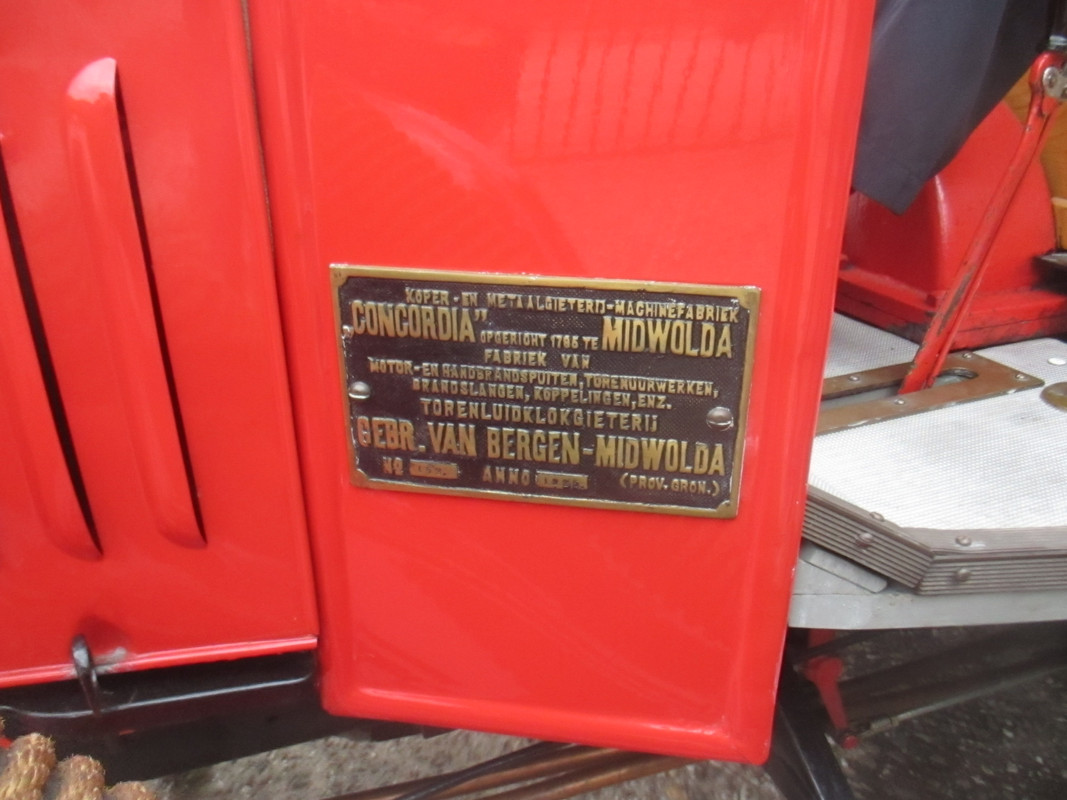 KOPER - EN METAALGIETERIJ - MACHINEFABRIEK
„CONCORDIA” OPGERICHT 1795 TE MIDWOLDA
FABRIEK VAN
MOTOR - EN HANDBRANDSPUITEN, TORENUURWERKEN,
BRANDSLANGEN, KOPPELINGEN, ENZ.
TORENLUIDKLOKGIETERIJ
GEBR. VAN BERGEN - MIDWOLDA
NO ANNO (PROV. GRON.)